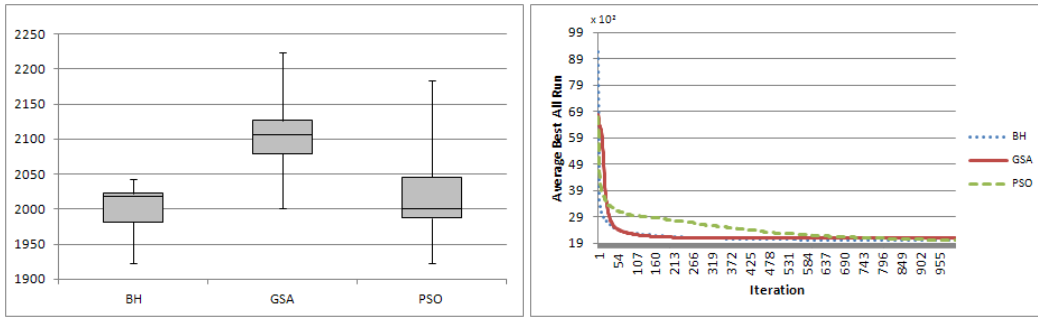 2250
2200
2150
2100
2050
2000
1950
1900
BH GSA PSO
x 10²
99
89
79
69
59
49
39
29
19
Average Best All Run
1 54 107 160 213 266 319 372 425 478 531 584 637 690 743 796 849 902 955
Iteration
BH
GSA
PSO